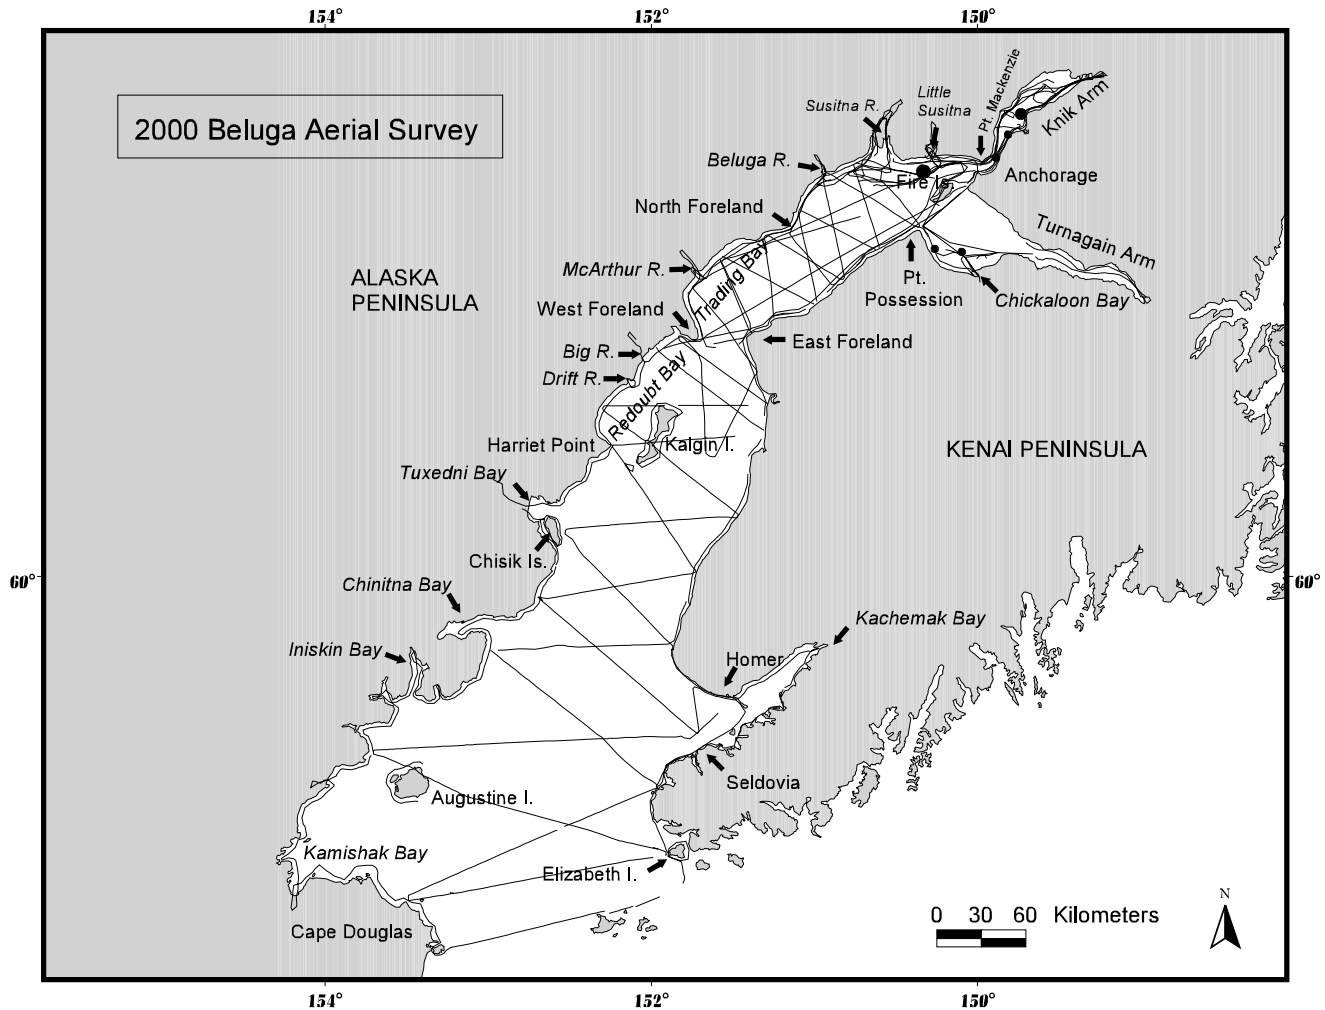 154°
152°
150°
2000 Beluga Aerial Survey
Susitna R.
Little
Susitna
Pt. Mackenzie
Knik Arm
Beluga R.
Fire Is.
Anchorage
North Foreland
Turnagain Arm
ALASKA
PENINSULA
McArthur R.
Trading Bay
Pt.
Possession
Chickaloon Bay
West Foreland
East Foreland
Big R.
Drift R.
Redoubt Bay
Harriet Point
Kalgin I.
KENAI PENINSULA
Tuxedni Bay
Chisik Is.
60°
60°
Chinitna Bay
Kachemak Bay
Iniskin Bay
Homer
Seldovia
Augustine I.
Kamishak Bay
Elizabeth I.
Cape Douglas
0 30 60 Kilometers
N
154°
152°
150°